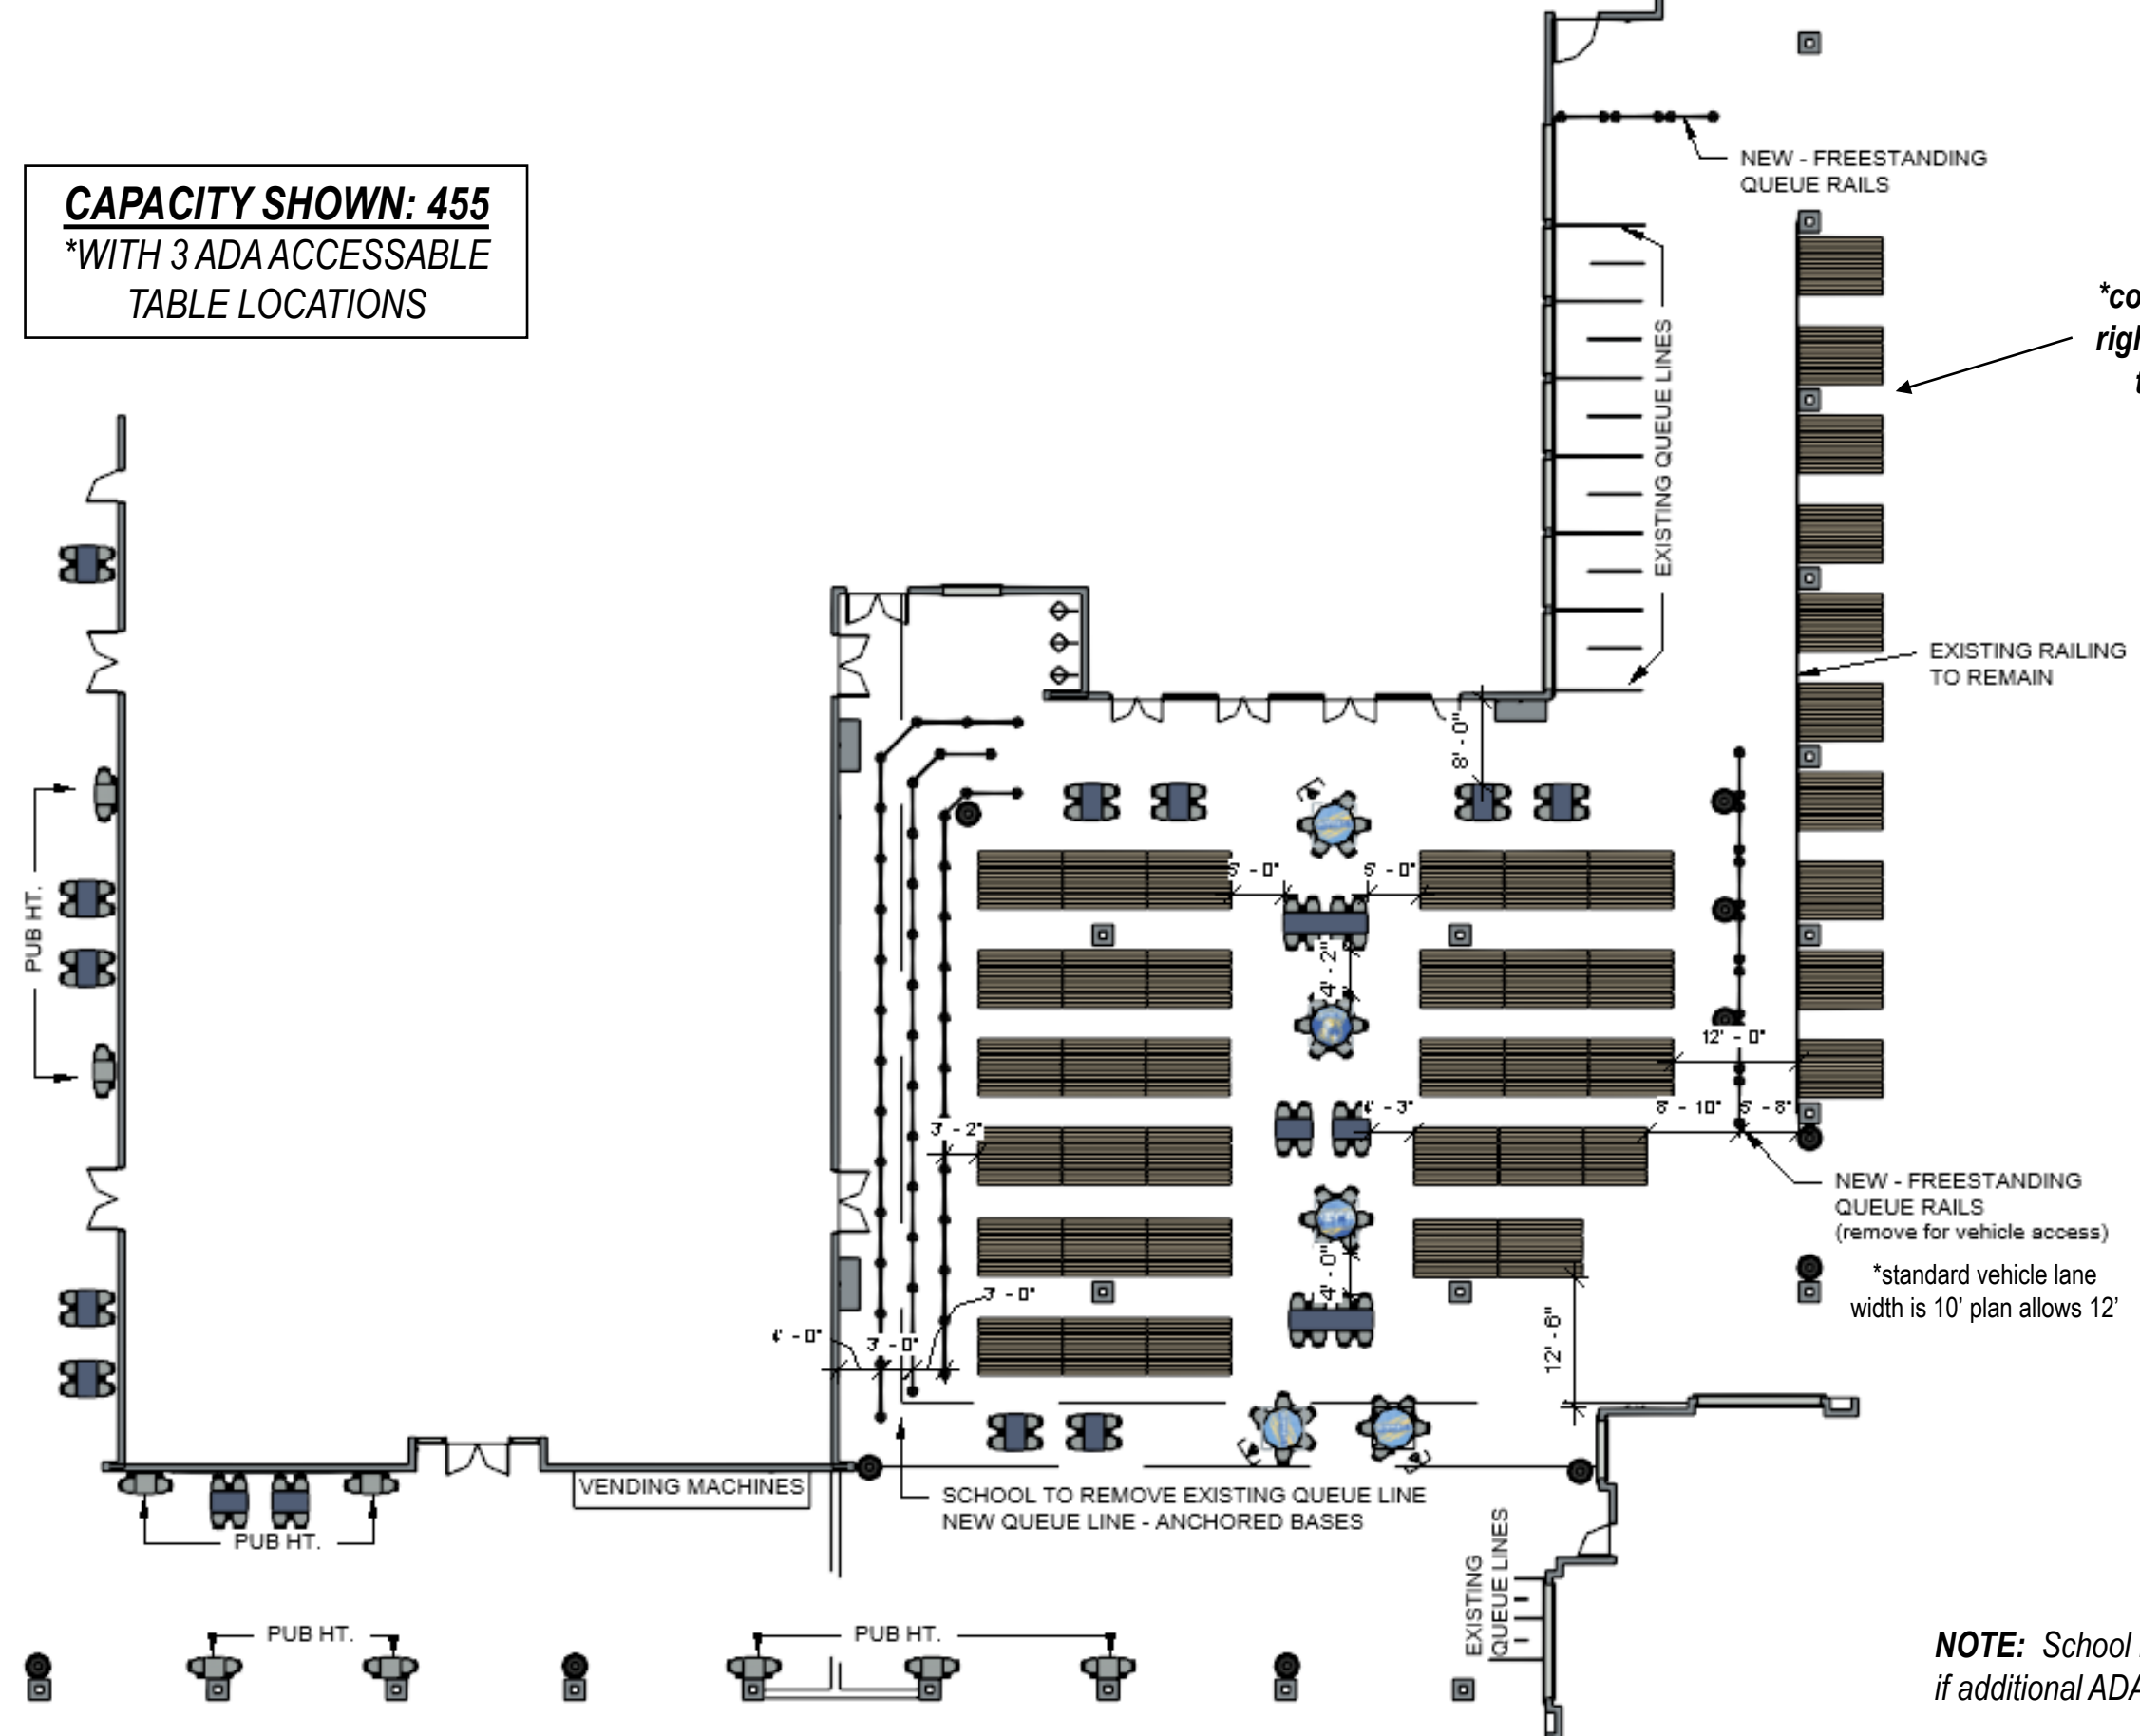 CAPACITY SHOWN: 455
*WITH 3 ADA ACCESSABLE
TABLE LOCATIONS
NEW - FREESTANDING
QUEUE RAILS
EXISTING QUEUE LINES
EXISTING RAILING
TO REMAIN
8' - 0"
5' - 0"
5' - 0"
4' - 2"
PUB HT.
12' - 0"
4' - 3"
8' - 10"
5' - 8"
3' - 2"
NEW - FREESTANDING
QUEUE RAILS
(remove for vehicle access)
*standard vehicle lane
width is 10' plan allows 12'
4' - 0"
3' - 0"
4' - 0"
3' - 0"
12' - 6"
VENDING MACHINES
SCHOOL TO REMOVE EXISTING QUEUE LINE
NEW QUEUE LINE - ANCHORED BASES
PUB HT.
EXISTING
QUEUE LINES
PUB HT.
PUB HT.
NOTE: School
if additional ADA